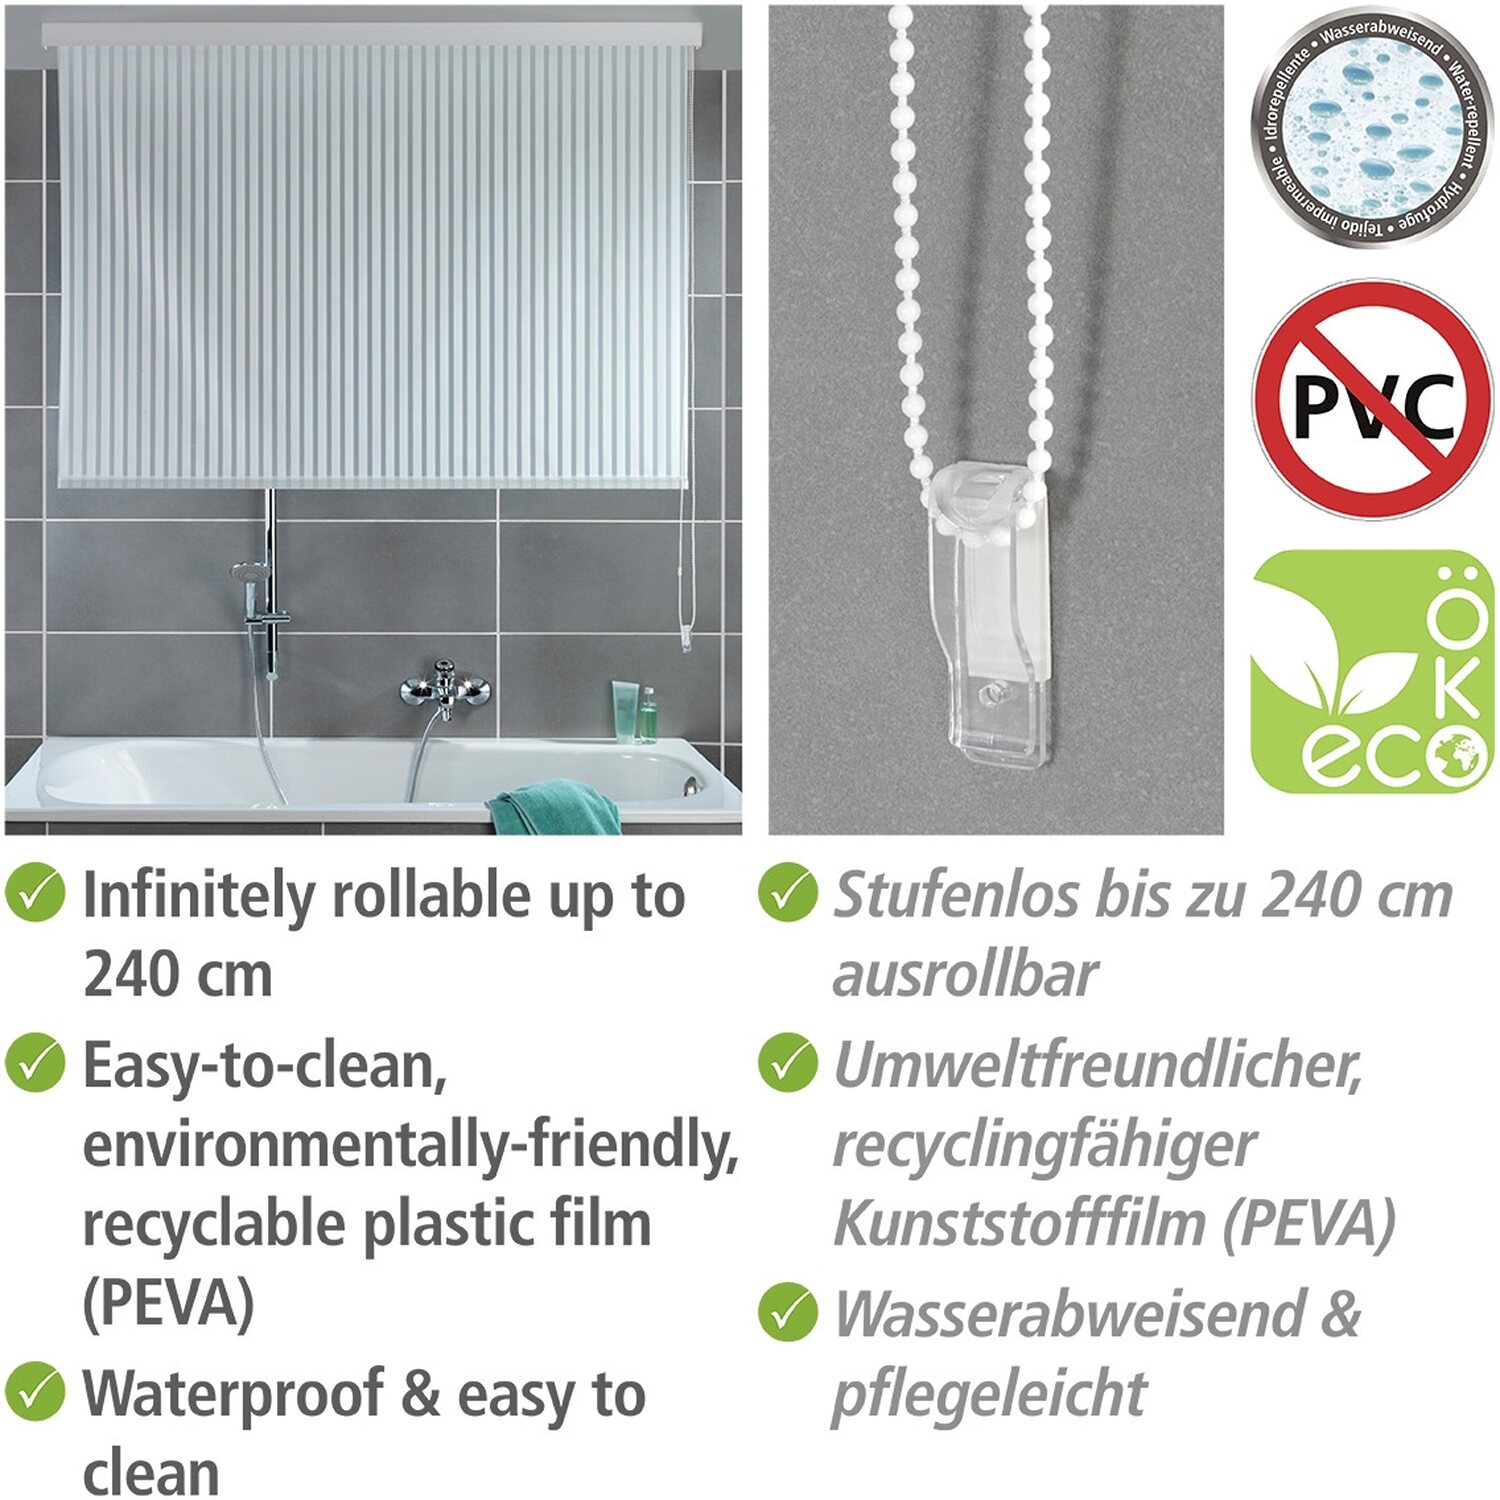 Idrorepellente • Wasserabweisend • Water-repellent • Hydrofuge • Tejido impermeable •
PVC
ÖKO
eco
Infinitely rollable up to
240 cm
Easy-to-clean,
environmentally-friendly,
recyclable plastic film
(PEVA)
Waterproof & easy to
clean
Stufenlos bis zu 240 cm
ausrollbar
Umweltfreundlicher,
recyclingfähiger
Kunststofffilm (PEVA)
Wasserabweisend &
pflegeleicht